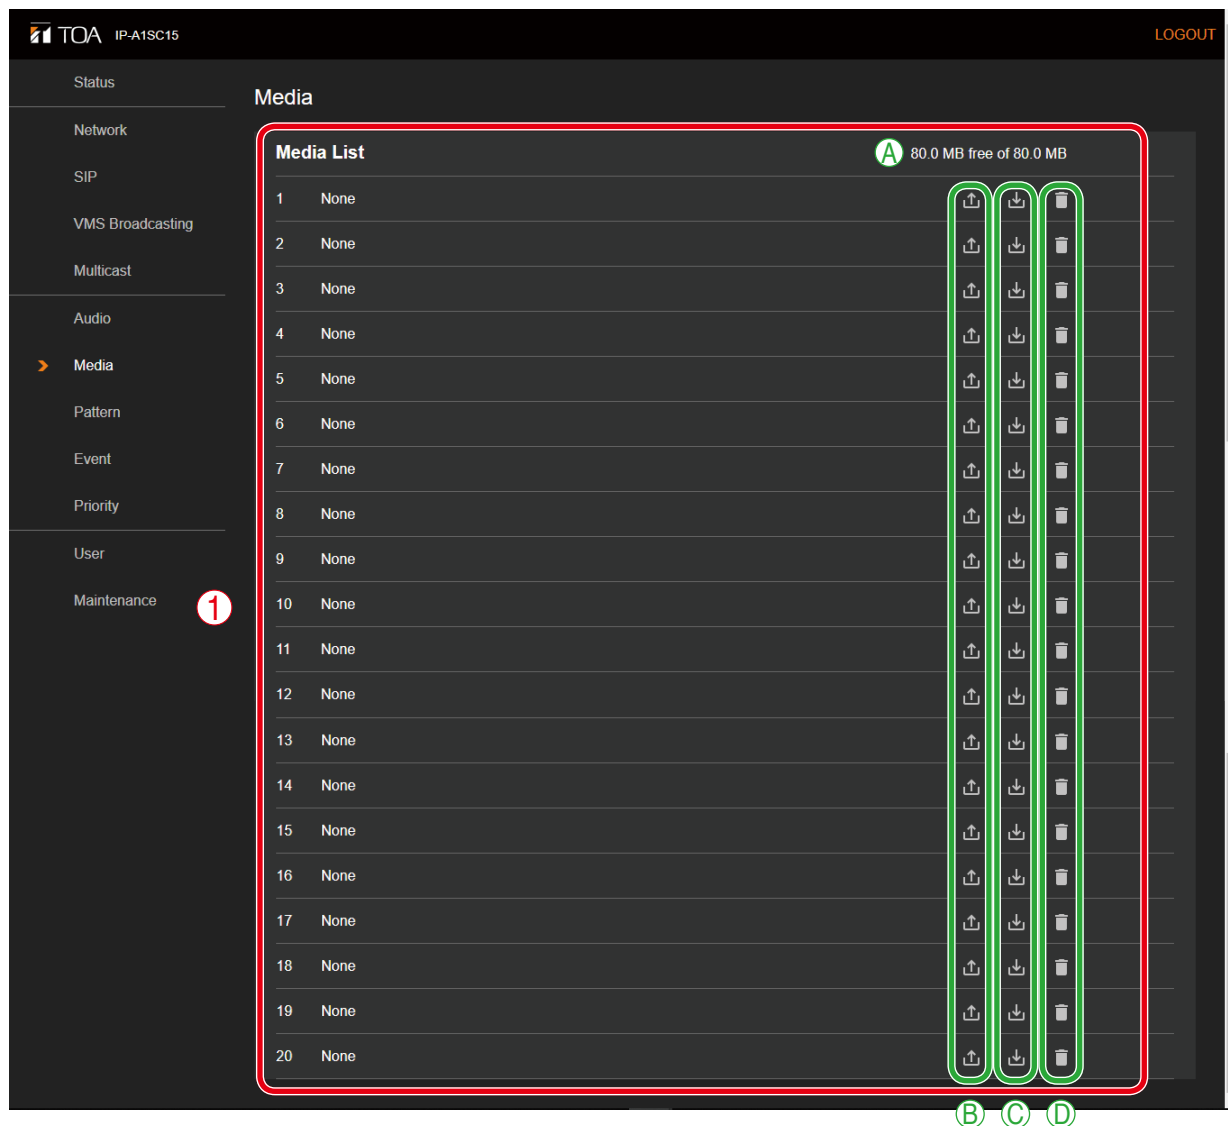 TOA IP-A1SC15 LOGOUT
Status
Network
SIP
VMS Broadcasting
Multicast
Audio
Media
Pattern
Event
Priority
User
Maintenance
1
Media
Media List A 80.0 MB free of 80.0 MB
1 None
2 None
3 None
4 None
5 None
6 None
7 None
8 None
9 None
10 None
11 None
12 None
13 None
14 None
15 None
16 None
17 None
18 None
19 None
20 None
B C D